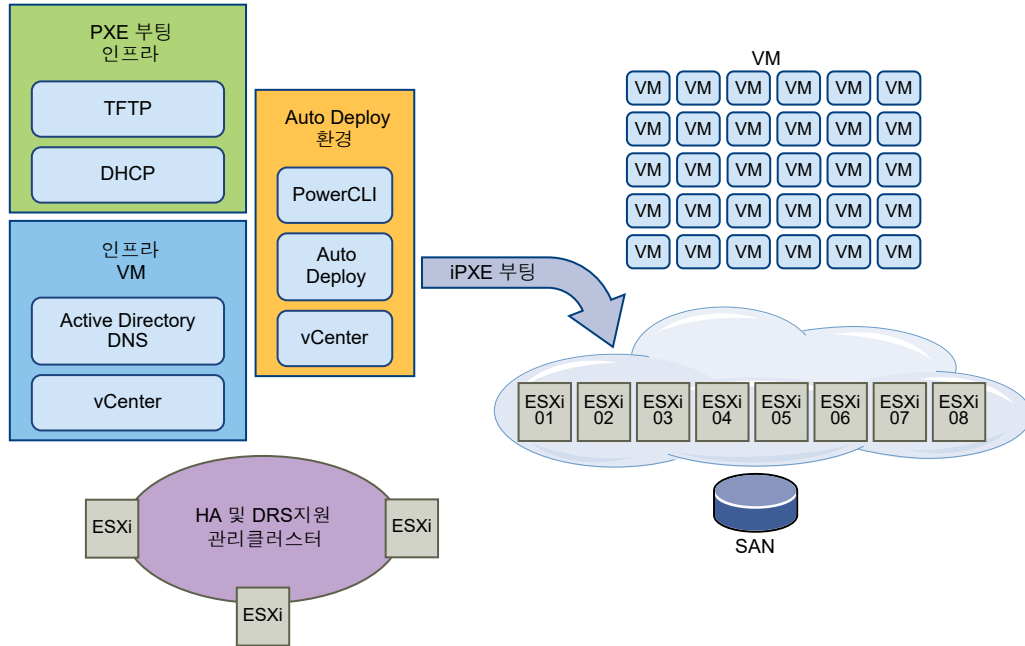 PXE 부팅
인프라
TFTP
DHCP
인프라
VM
Active Directory
DNS
vCenter
Auto Deploy
환경
PowerCLI
Auto
Deploy
vCenter
iPXE 부팅
VM
VM VM VM VM VM VM
VM VM VM VM VM VM
VM VM VM VM VM VM
VM VM VM VM VM VM
VM VM VM VM VM VM
ESXi ESXi ESXi ESXi ESXi ESXi ESXi ESXi
01 02 03 04 05 06 07 08
SAN
HA 및 DRS지원
관리클러스터
ESXi
ESXi
ESXi